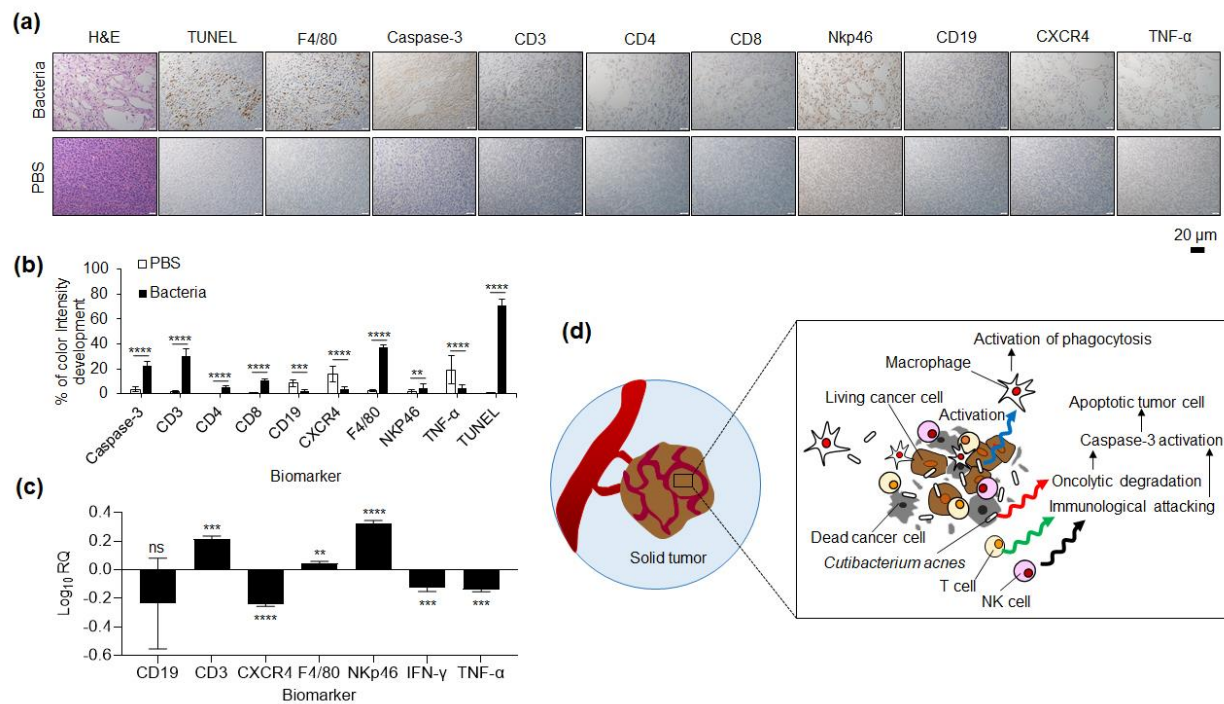 (a)
H&E TUNEL F4/80 Caspase-3 CD3 CD4 CD8 Nkp46 CD19 CXCR4 TNF-α
Bacteria
PBS
20 µm
(b)
% of color Intensity
development
100
80
60
40
20
0
PBS
Bacteria
**** **** **** **** *** **** **** ** **** ****
Caspase-3 CD3 CD4 CD8 CD19 CXCR4 F4/80 NKP46 TNF-α TUNEL
Biomarker
(c)
Log10 RQ
0.4
0.2
0.0
-0.2
-0.4
-0.6
ns *** **** ** **** *** ***
CD19 CD3 CXCR4 F4/80 NKp46 IFN-γ TNF-α
Biomarker
(d)
Solid tumor
Activation of phagocytosis
Macrophage
Living cancer cell
Activation
Apoptotic tumor cell
Caspase-3 activation
Oncolytic degradation
Immunological attacking
Dead cancer cell
Cutibacterium acnes
T cell
NK cell